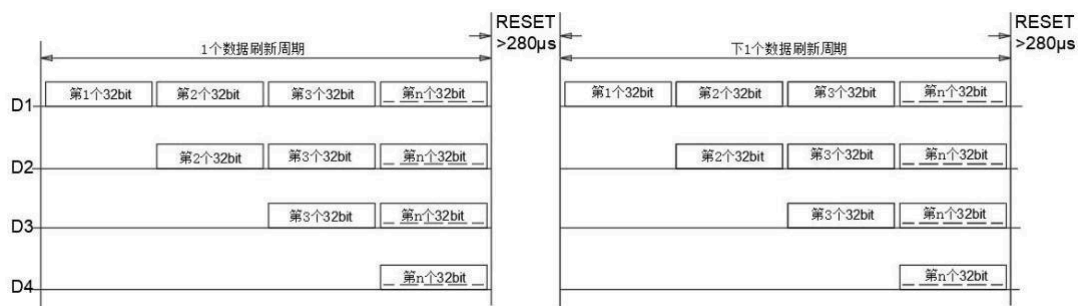 RESET
>280μs
RESET
>280μs
1个数据刷新周期
下1个数据刷新周期
D1
第1个32bit
第2个32bit
第3个32bit
第n个32bit
第1个32bit
第2个32bit
第3个32bit
第n个32bit
D2
第2个32bit
第3个32bit
第n个32bit
第2个32bit
第3个32bit
第n个32bit
D3
第3个32bit
第n个32bit
第3个32bit
第n个32bit
D4
第n个32bit
第n个32bit